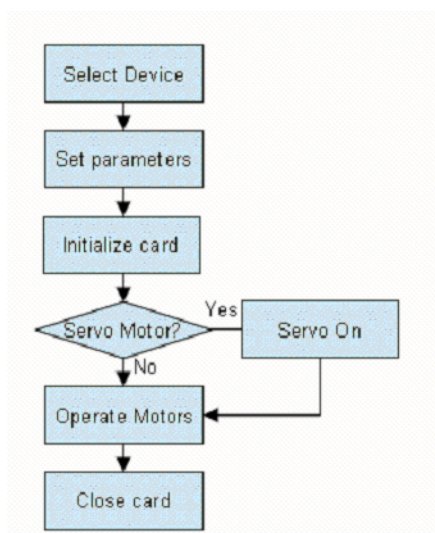 Select Device
Set parameters
Initialize card
Servo Motor?
Yes
Servo On
No
Operate Motors
Close card